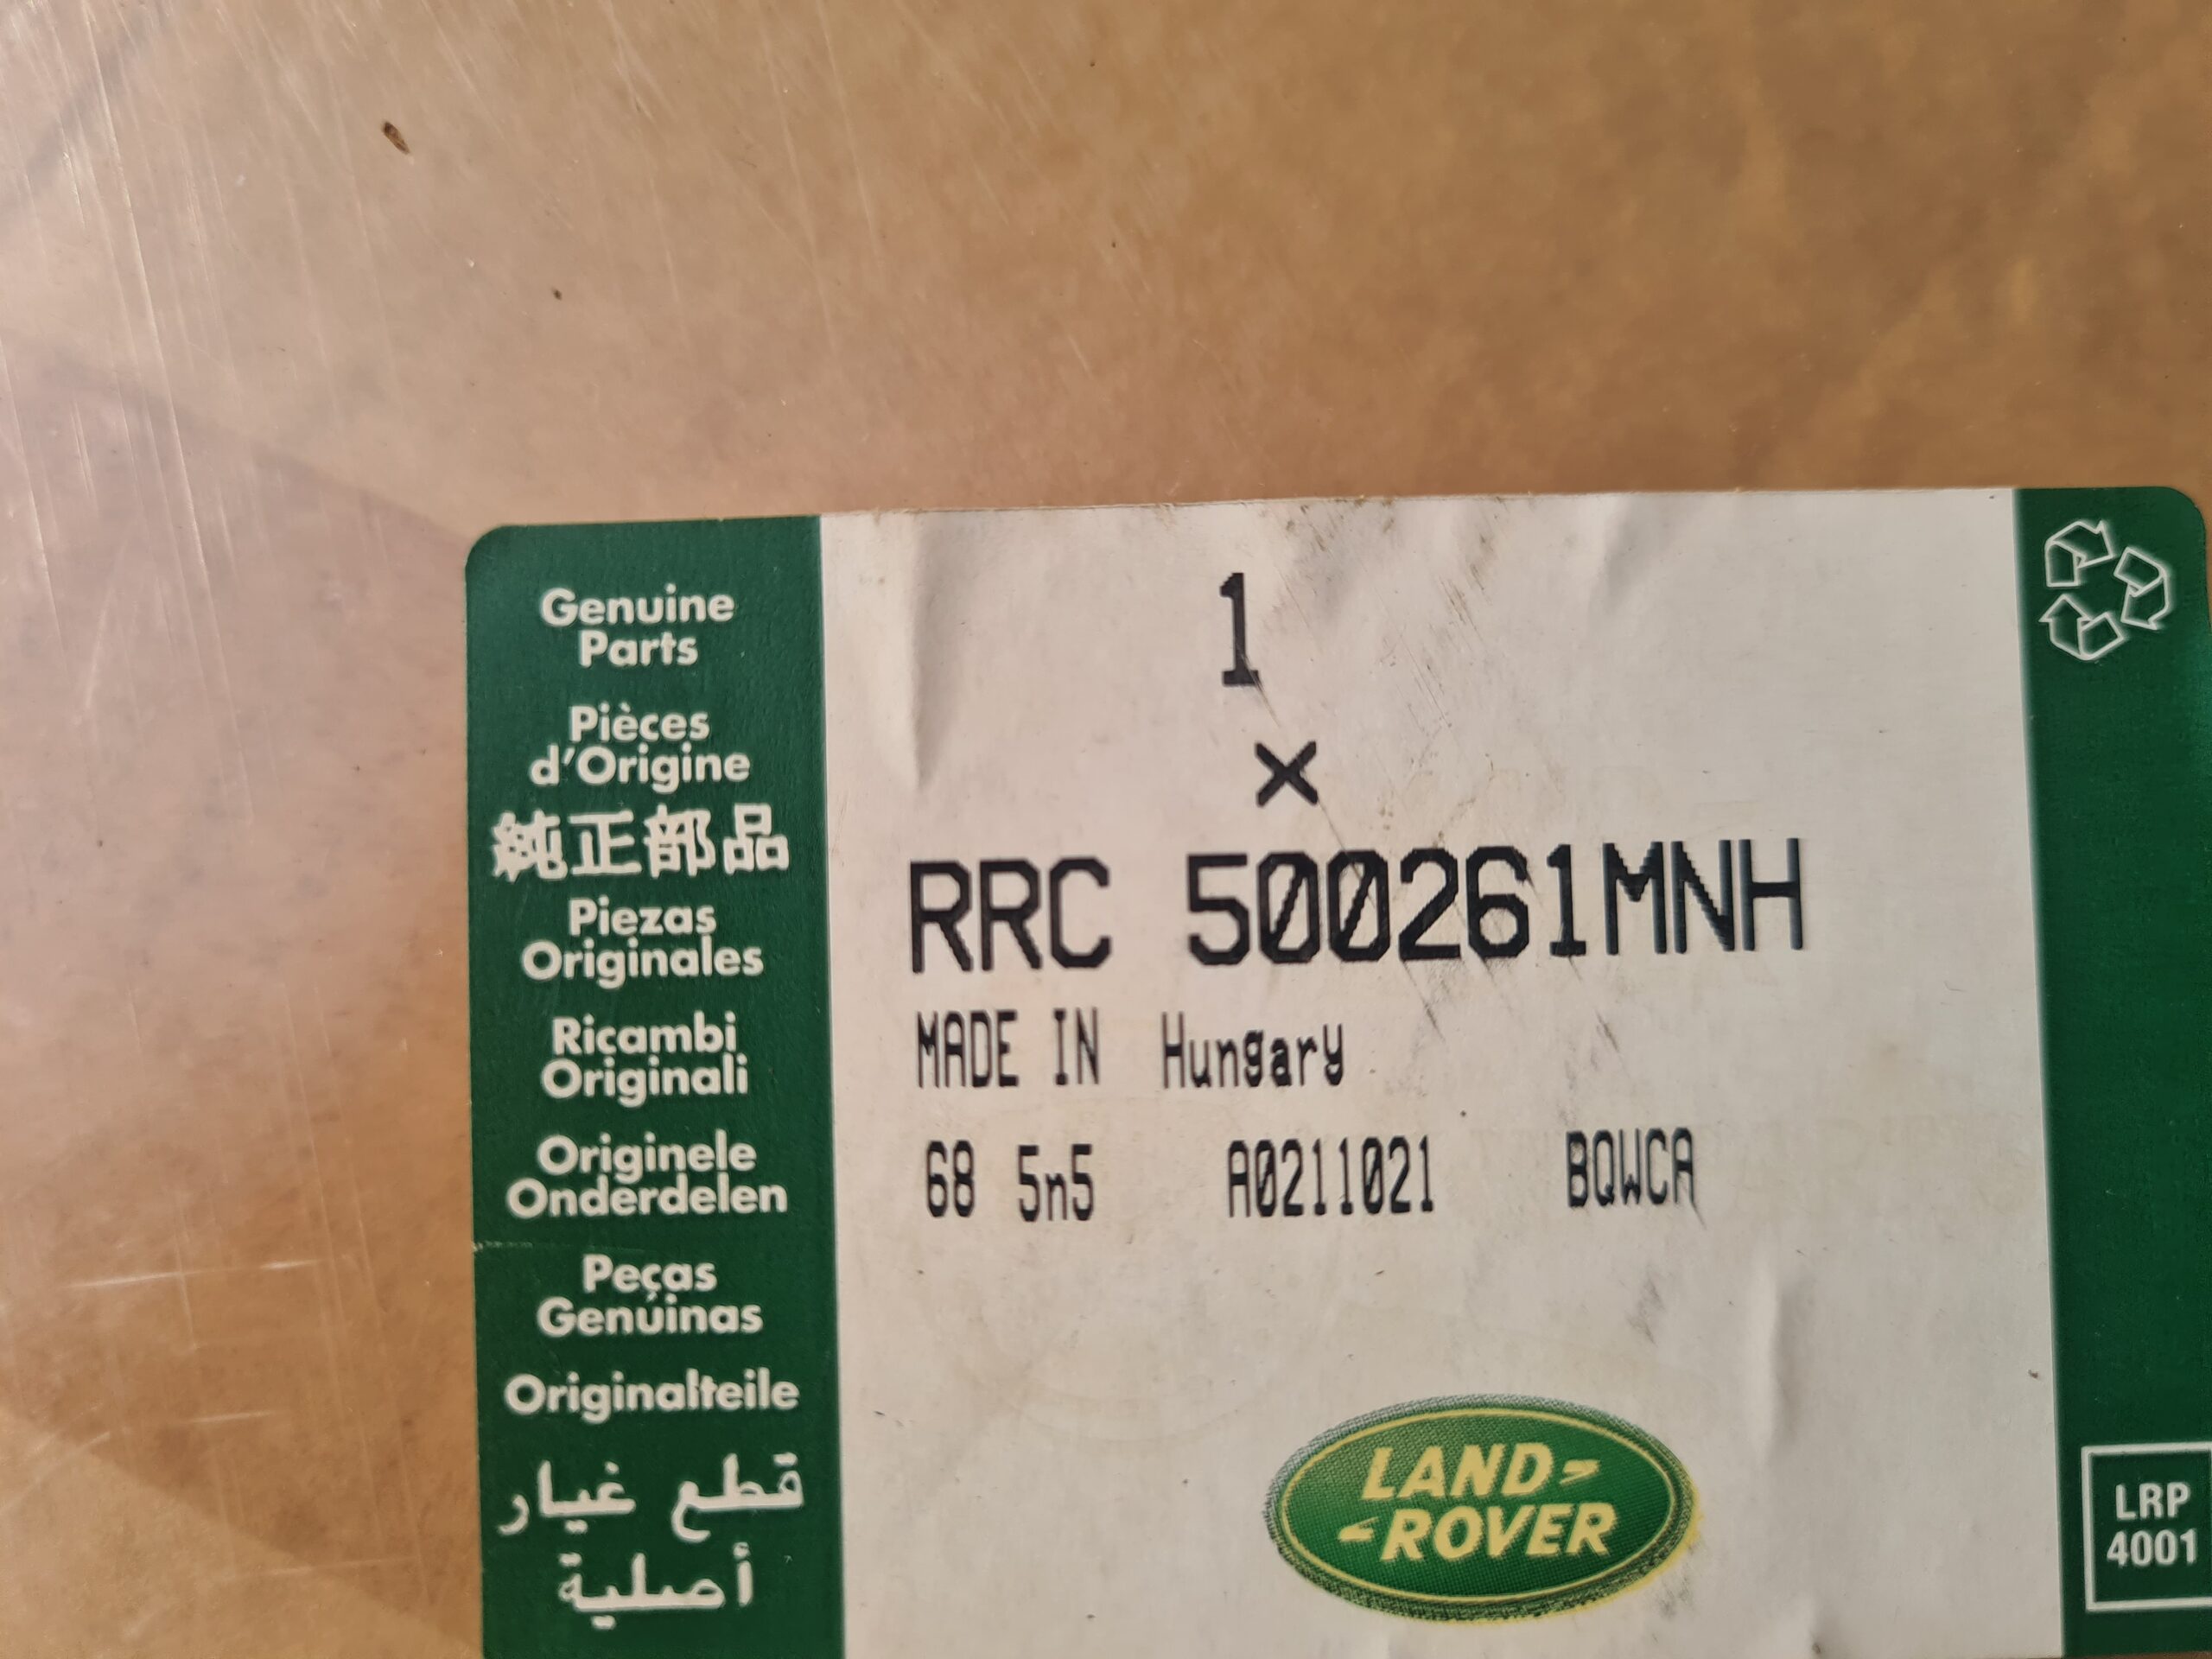 Genuine
Parts
Pièces
d'Origine
純正部品
Piezas
Originales
Ricambi
Originali
Originele
Onderdelen
Peças
Genúinas
Originalteile
قطع غيار
أصلية
1
×
RRC 500261MNH
MADE IN Hungary
68 5n5 A0211021 BQWCA
LAND-
-ROVER
LRP
4001